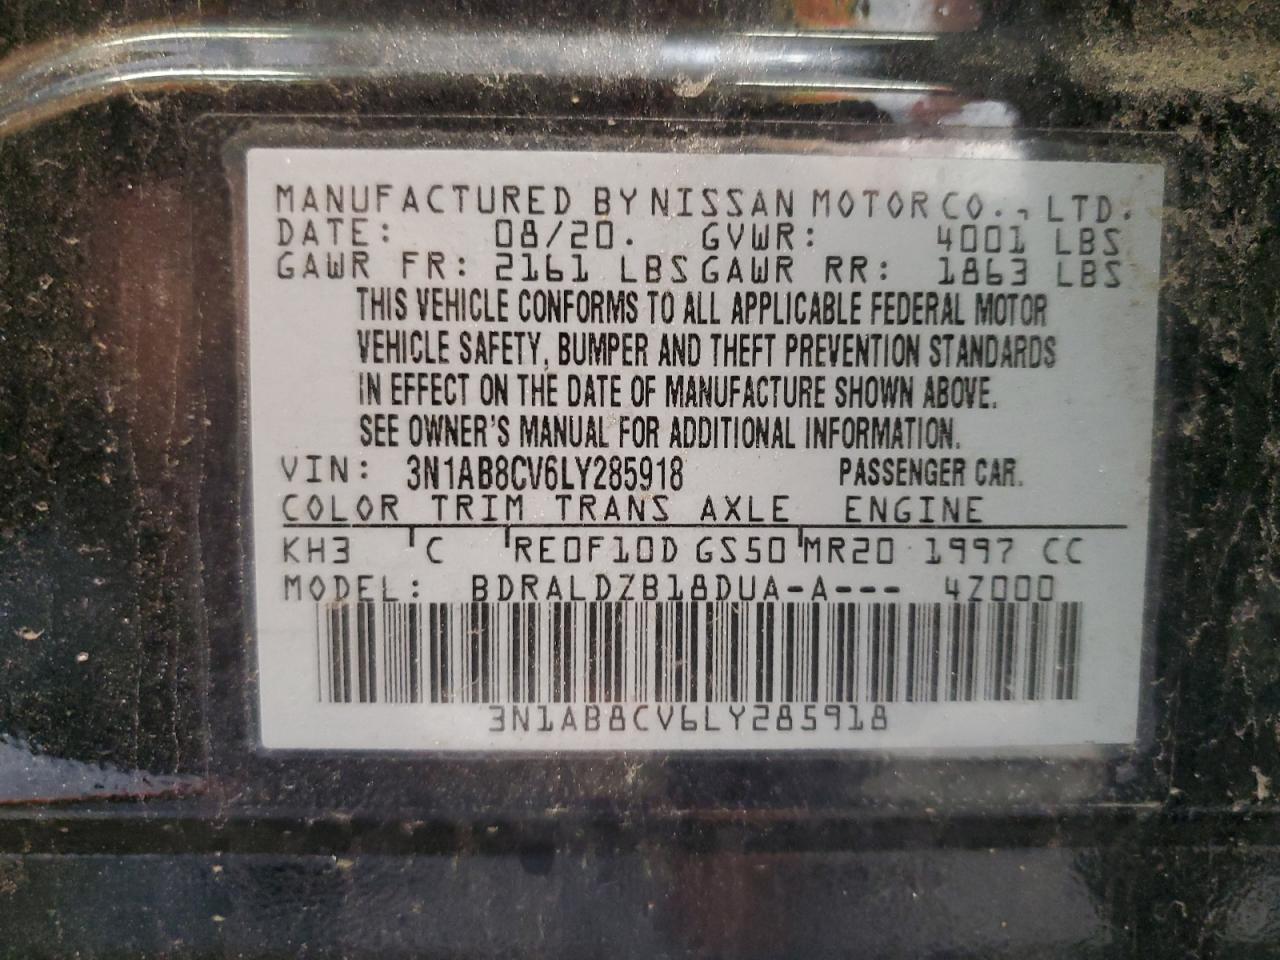 MANUFACTURED BY NISSAN MOTOR CO., LTD.
DATE: 08/20. GVWR: 4001 LBS
GAWR FR: 2161 LBS GAWR RR: 1863 LBS
THIS VEHICLE CONFORMS TO ALL APPLICABLE FEDERAL MOTOR
VEHICLE SAFETY, BUMPER AND THEFT PREVENTION STANDARDS
IN EFFECT ON THE DATE OF MANUFACTURE SHOWN ABOVE.
SEE OWNER'S MANUAL FOR ADDITIONAL INFORMATION.
VIN: 3N1AB8CV6LY285918 PASSENGER CAR.
COLOR TRIM TRANS AXLE ENGINE
KH3 C RE0F10D GS50 MR20 1997 CC
MODEL: BDRALDZB18DUA-A--- 4Z000
3N1AB8CV6LY285918